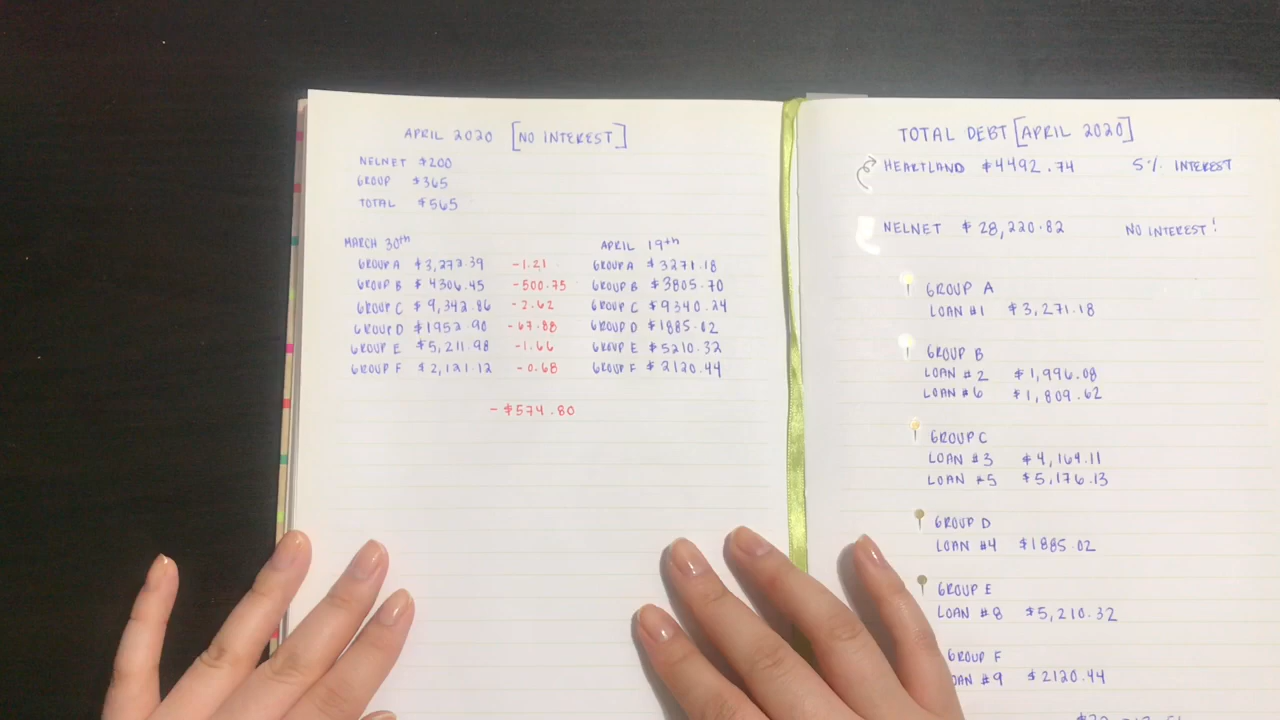 APRIL 2020 [NO INTEREST]
NELNET $200
GROUP $365
TOTAL $565
MARCH 30th APRIL 19th
GROUP A $3,272.39 -1.21 GROUP A $3271.18
GROUP B $4306.45 -500.75 GROUP B $3805.70
GROUP C $9,342.86 -2.62 GROUP C $9340.24
GROUP D $1952.90 -67.88 GROUP D $1885.02
GROUP E $5,211.98 -1.66 GROUP E $5210.32
GROUP F $2,121.12 -0.68 GROUP F $2120.44
-$574.80
TOTAL DEBT [APRIL 2020]
HEARTLAND $4492.74 5% INTEREST
NELNET $28,220.82 NO INTEREST!
GROUP A
LOAN #1 $3,271.18
GROUP B
LOAN #2 $1,996.08
LOAN #6 $1,809.62
GROUP C
LOAN #3 $4,164.11
LOAN #5 $5,176.13
GROUP D
LOAN #4 $1885.02
GROUP E
LOAN #8 $5,210.32
GROUP F
OAN #9 $2120.44